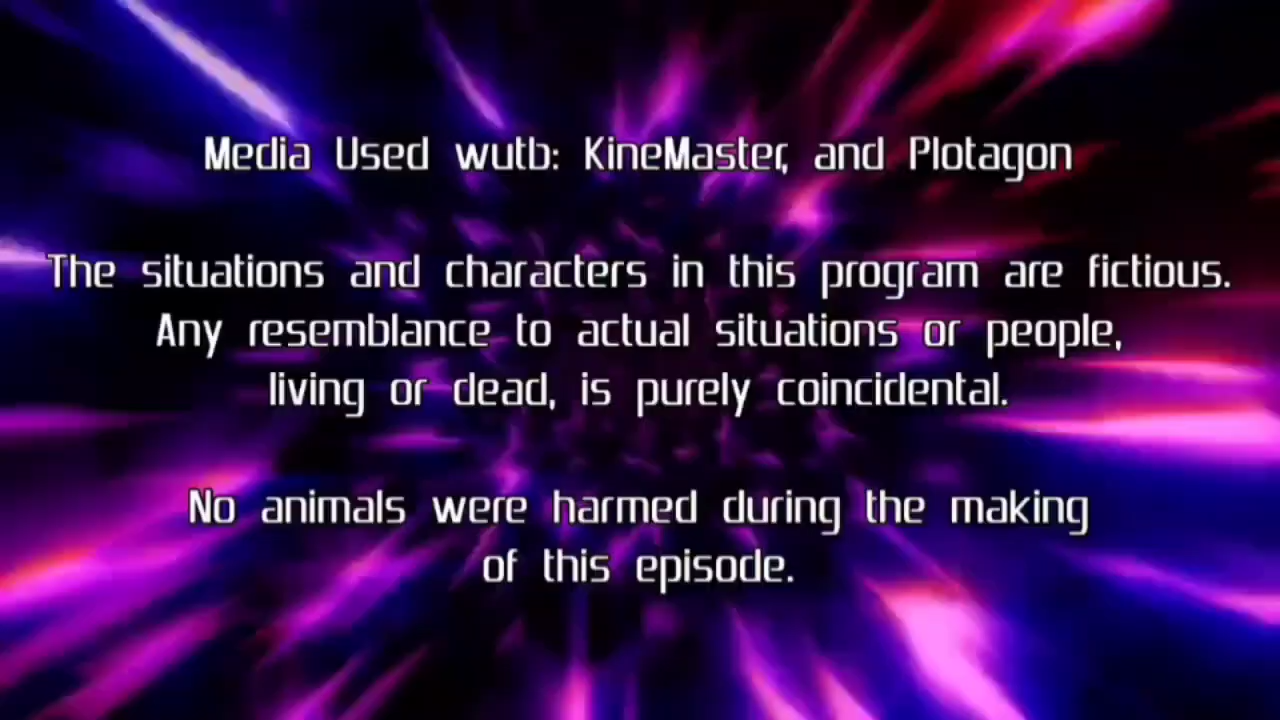 Media Used wutb: KineMaster, and Plotagon
The situations and characters in this program are fictious.
Any resemblance to actual situations or people,
living or dead, is purely coincidental.
No animals were harmed during the making
of this episode.